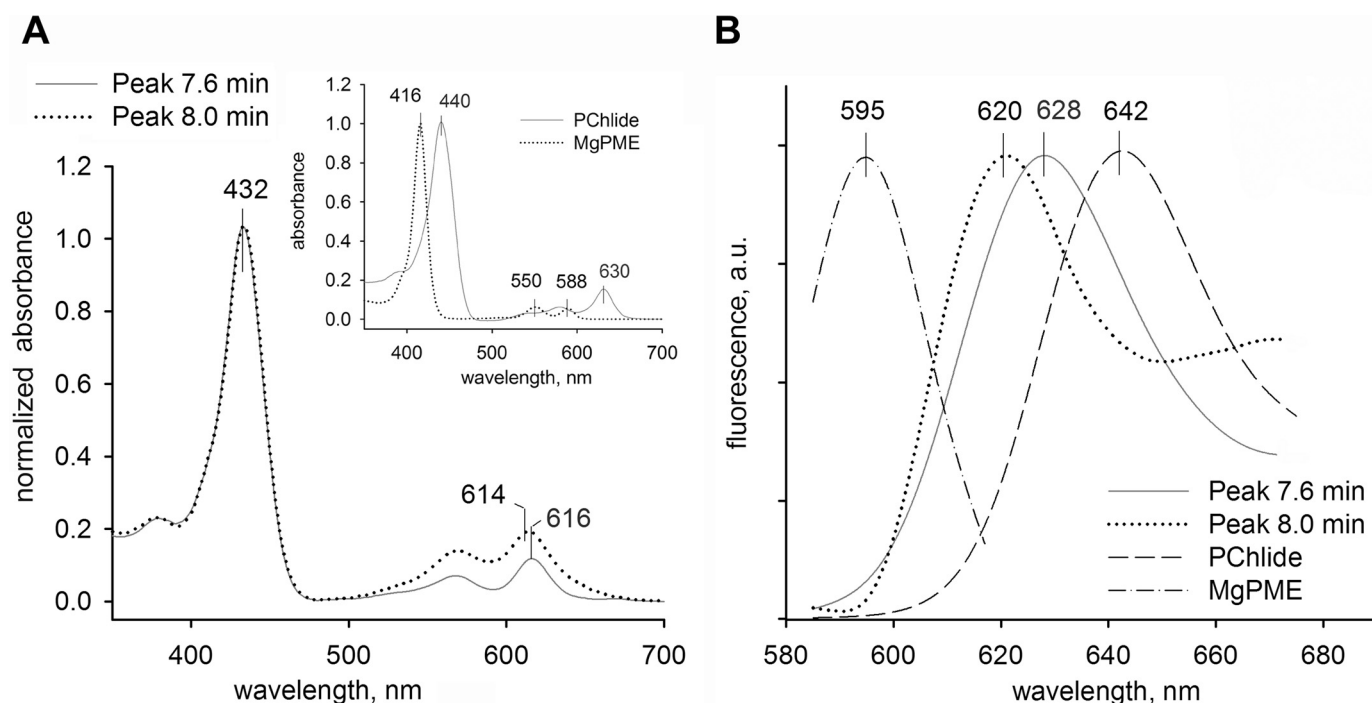 A
Peak 7.6 min
Peak 8.0 min
432
614
616
1.2
1.0
0.8
0.6
0.4
0.2
0.0
normalized absorbance
400
500
600
700
wavelength, nm
416
440
PChlide
MgPME
550
588
630
1.2
1.0
0.8
0.6
0.4
0.2
0.0
absorbance
400
500
600
700
wavelength, nm
B
595
620
628
642
fluorescence, a.u.
Peak 7.6 min
Peak 8.0 min
PChlide
MgPME
580
600
620
640
660
680
wavelength, nm